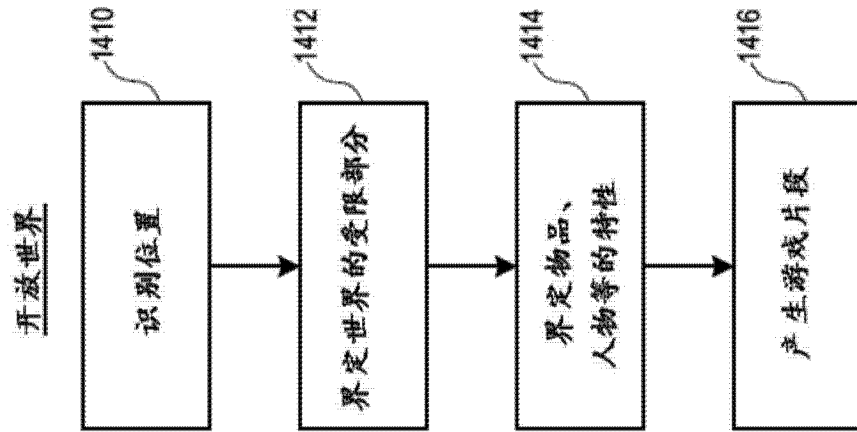 开放世界
识别位置
1410
界定世界的受限部分
1412
界定物品、
人物等的特性
1414
产生游戏片段
1416